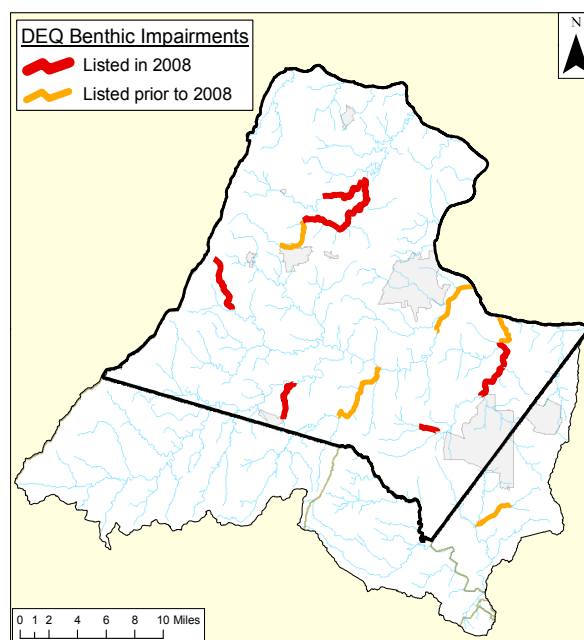 DEQ Benthic Impairments
Listed in 2008
Listed prior to 2008
N
0 1 2 4 6 8 10 Miles